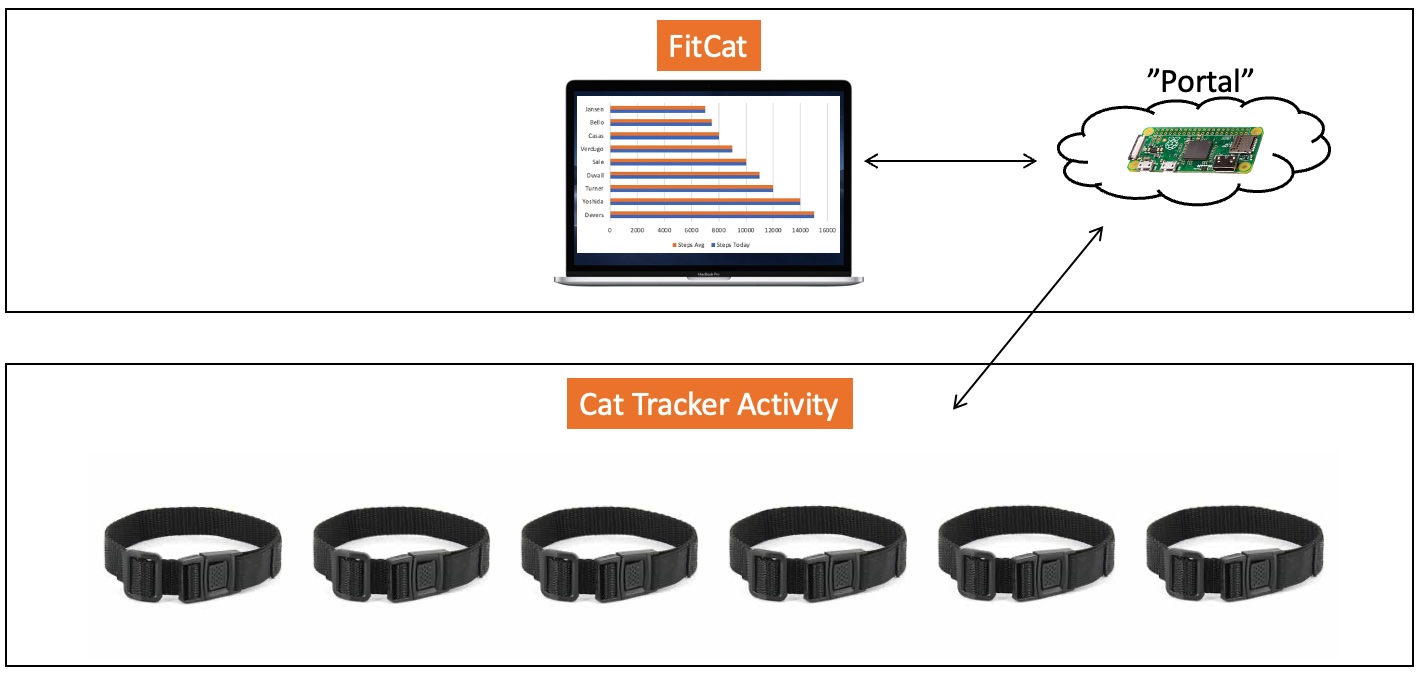 FitCat
”Portal”
Jansen
Bello
Casas
Verdugo
Sale
Duvall
Turner
Yoshida
Devers
0 2000 4000 6000 8000 10000 12000 14000 16000
Steps Avg Steps Today
MacBook Pro
Cat Tracker Activity